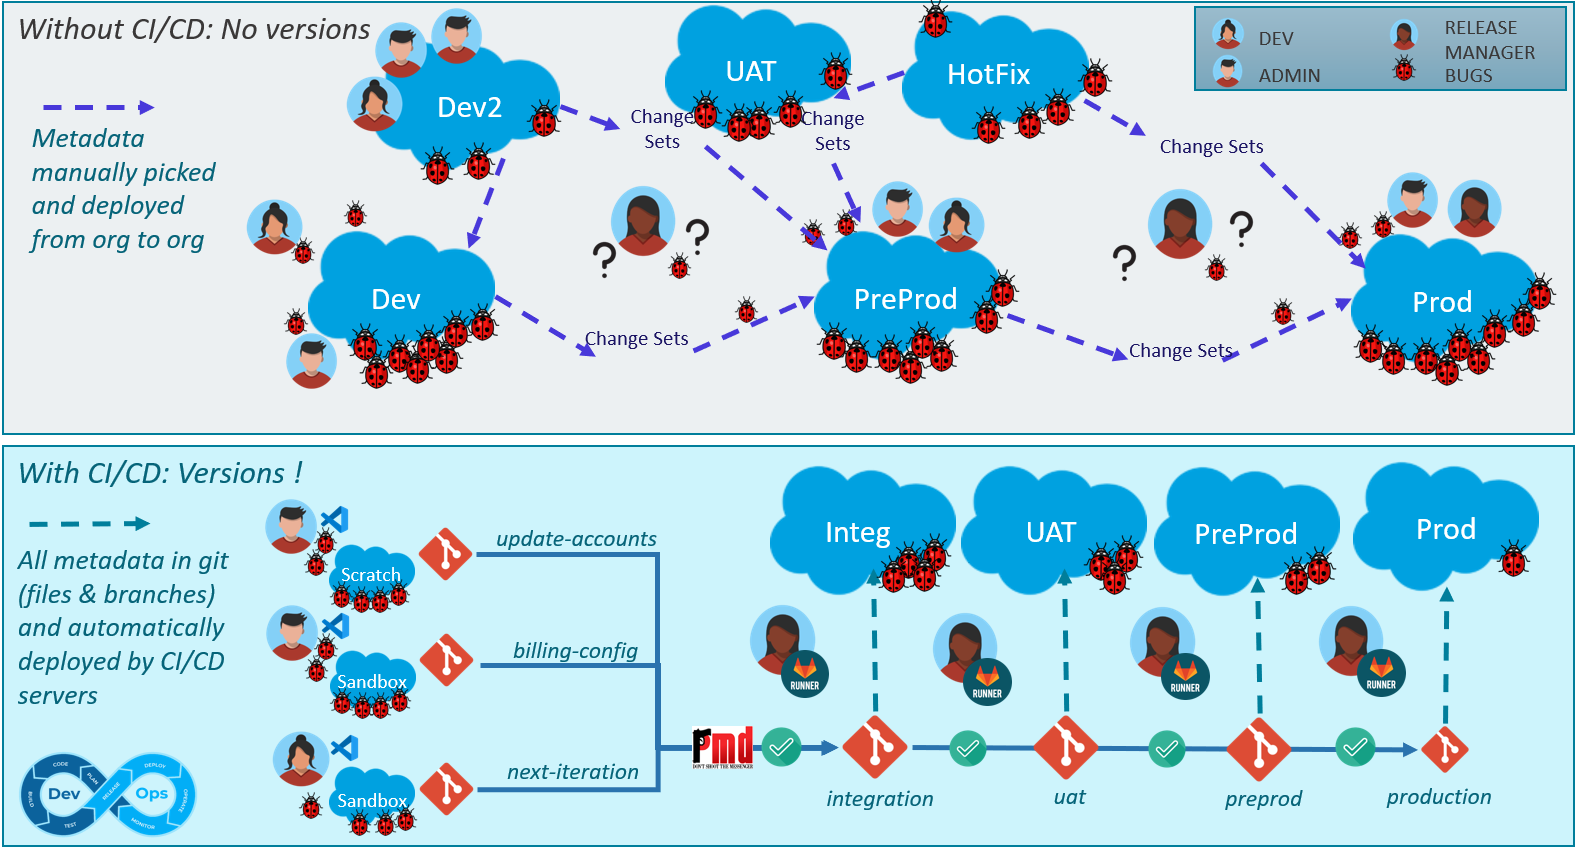 Without CI/CD: No versions
Metadata
manually picked
and deployed
from org to org
Dev2
UAT
HotFix
DEV
ADMIN
RELEASE
MANAGER
BUGS
Change
Sets
Change
Sets
Change Sets
Dev
PreProd
Prod
?
?
?
?
Change Sets
Change Sets
With CI/CD: Versions !
All metadata in git
(files & branches)
and automatically
deployed by CI/CD
servers
Scratch
update-accounts
Sandbox
billing-config
Sandbox
next-iteration
Integ
UAT
PreProd
Prod
RUNNER
RUNNER
RUNNER
RUNNER
Pmd
DON'T SHOOT THE MESSENGER
integration
uat
preprod
production
Dev
Ops
CODE
PLAN
BUILD
TEST
RELEASE
DEPLOY
OPERATE
MONITOR